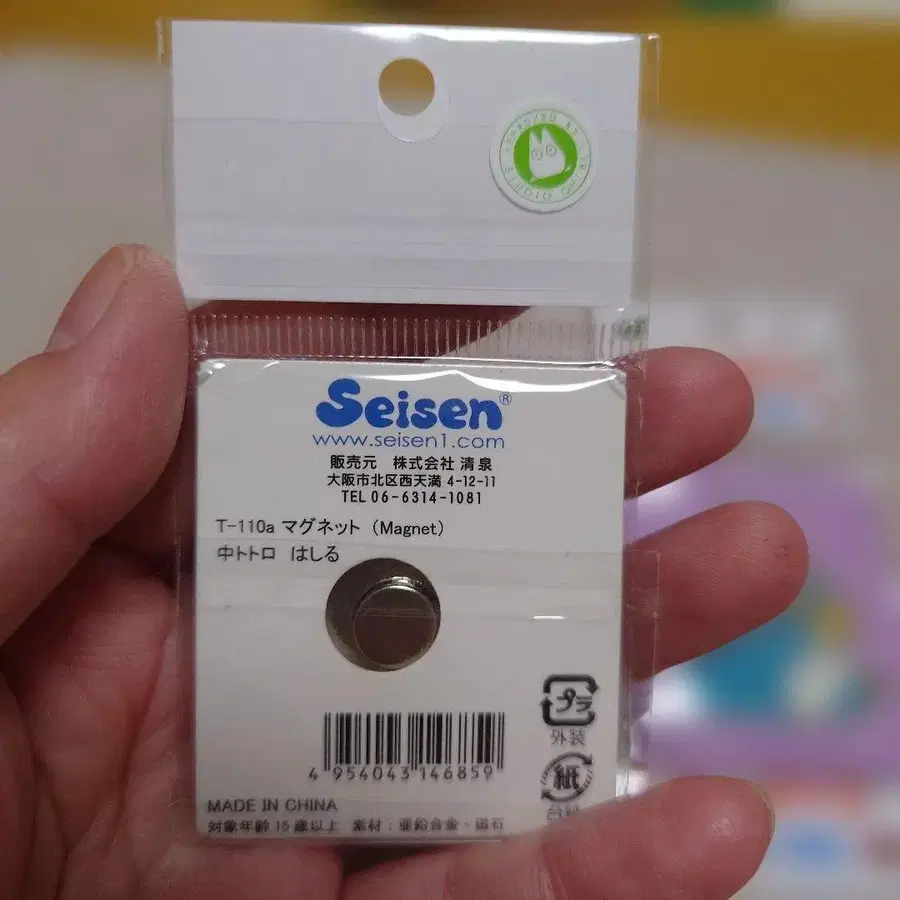 APPROVED BY STUDIO
Seisen®
www.seisen1.com
販売元 株式会社 清泉
大阪市北区西天満 4-12-11
TEL 06-6314-1081
T-110a マグネット (Magnet)
中トトロ はしる
プラ
外装
紙
台紙
4 954043 146859
MADE IN CHINA
対象年齢 15歳以上 素材：亜鉛合金、磁石